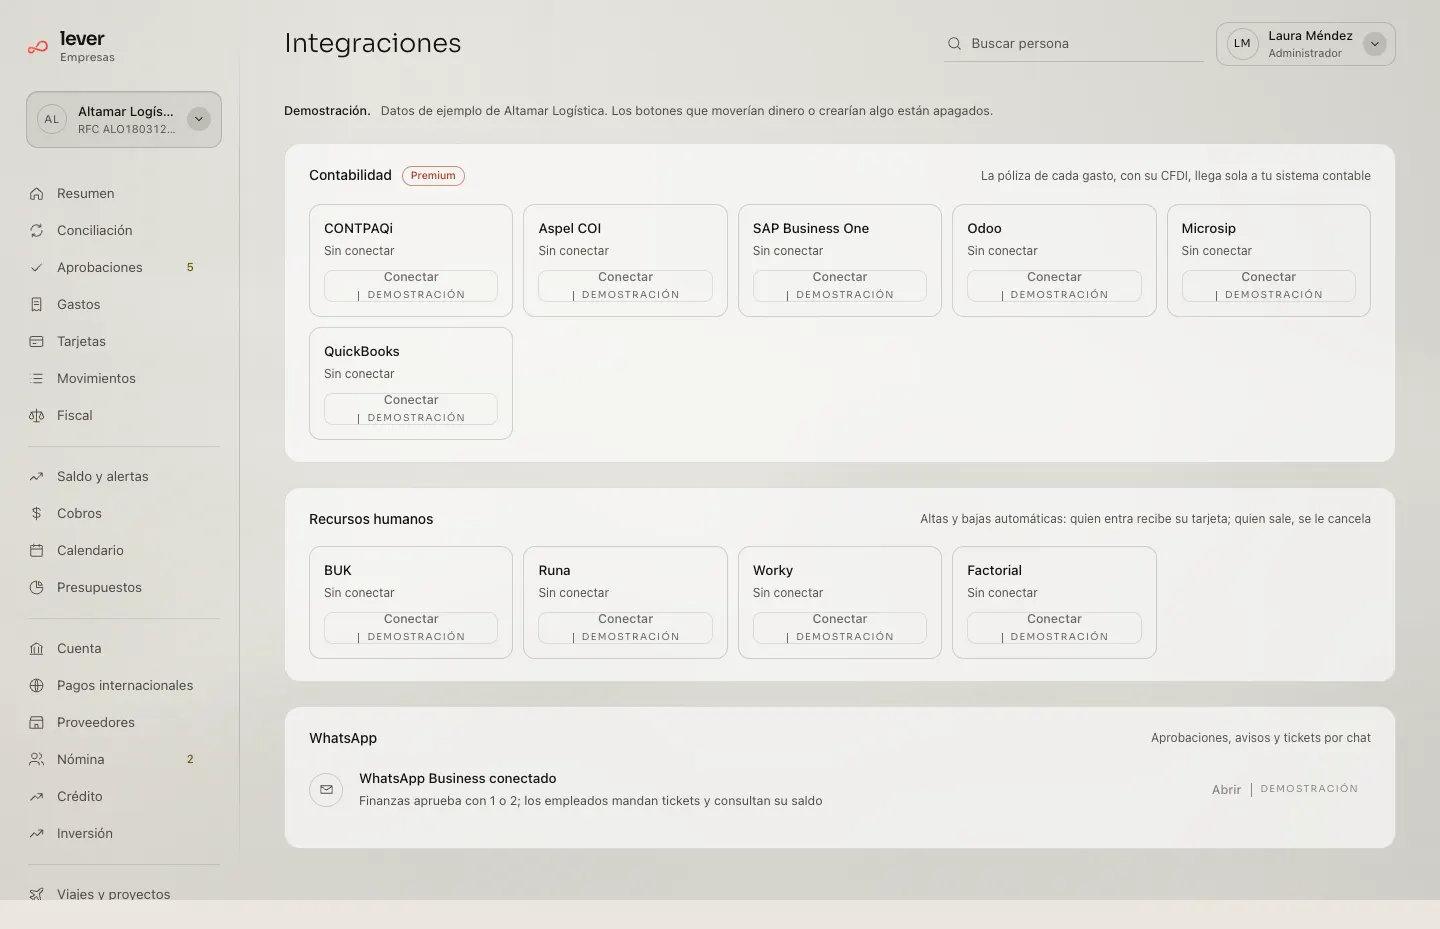 lever
Empresas
AL
Altamar Logís...
RFC ALO180312...
Resumen
Conciliación
Aprobaciones 5
Gastos
Tarjetas
Movimientos
Fiscal
Saldo y alertas
Cobros
Calendario
Presupuestos
Cuenta
Pagos internacionales
Proveedores
Nómina 2
Crédito
Inversión
Viajes y proyectos
Integraciones
Buscar persona
LM
Laura Méndez
Administrador
Demostración. Datos de ejemplo de Altamar Logística. Los botones que moverían dinero o crearían algo están apagados.
Contabilidad Premium
La póliza de cada gasto, con su CFDI, llega sola a tu sistema contable
CONTPAQi
Sin conectar
Conectar
| DEMOSTRACIÓN
Aspel COI
Sin conectar
Conectar
| DEMOSTRACIÓN
SAP Business One
Sin conectar
Conectar
| DEMOSTRACIÓN
Odoo
Sin conectar
Conectar
| DEMOSTRACIÓN
Microsip
Sin conectar
Conectar
| DEMOSTRACIÓN
QuickBooks
Sin conectar
Conectar
| DEMOSTRACIÓN
Recursos humanos
Altas y bajas automáticas: quien entra recibe su tarjeta; quien sale, se le cancela
BUK
Sin conectar
Conectar
| DEMOSTRACIÓN
Runa
Sin conectar
Conectar
| DEMOSTRACIÓN
Worky
Sin conectar
Conectar
| DEMOSTRACIÓN
Factorial
Sin conectar
Conectar
| DEMOSTRACIÓN
WhatsApp
Aprobaciones, avisos y tickets por chat
WhatsApp Business conectado
Finanzas aprueba con 1 o 2; los empleados mandan tickets y consultan su saldo
Abrir | DEMOSTRACIÓN